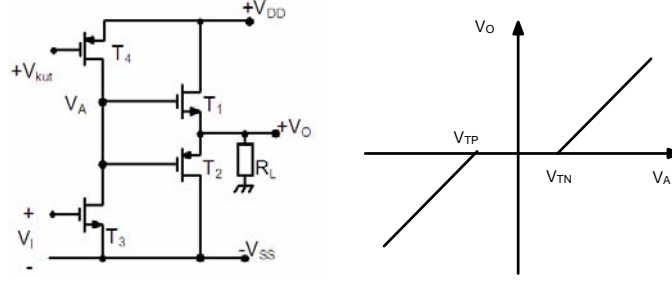 +VDD
T4
+Vkut
VA
T1
+VO
T2
RL
+
VI
-
T3
-VSS
VO
VTP
VTN
VA